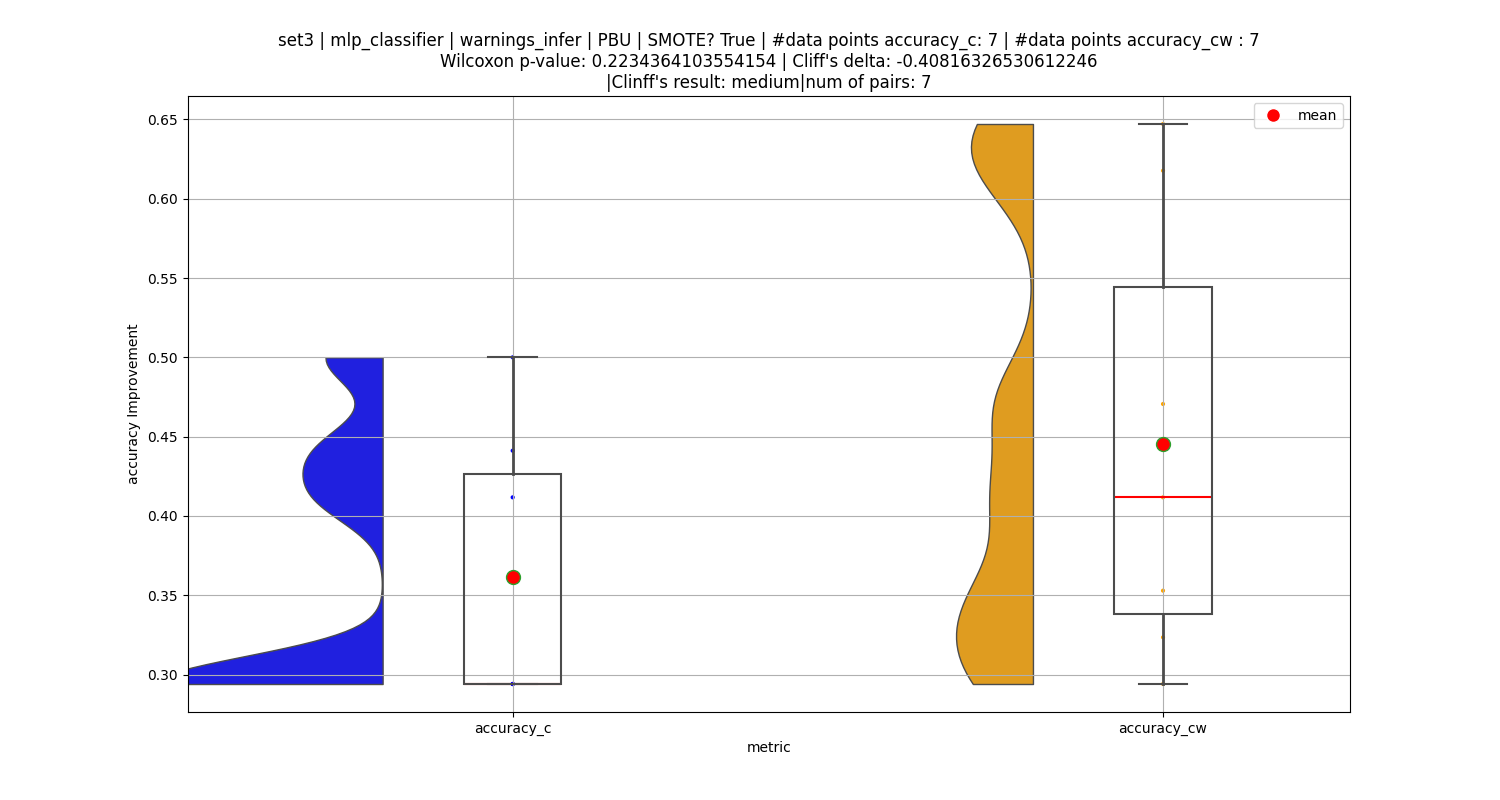 set3 | mlp_classifier | warnings_infer | PBU | SMOTE? True | #data points accuracy_c: 7 | #data points accuracy_cw : 7
Wilcoxon p-value: 0.2234364103554154 | Cliff's delta: -0.40816326530612246
|Clinff's result: medium|num of pairs: 7
mean
0.65
0.60
0.55
0.50
0.45
0.40
0.35
0.30
accuracy Improvement
accuracy_c
accuracy_cw
metric